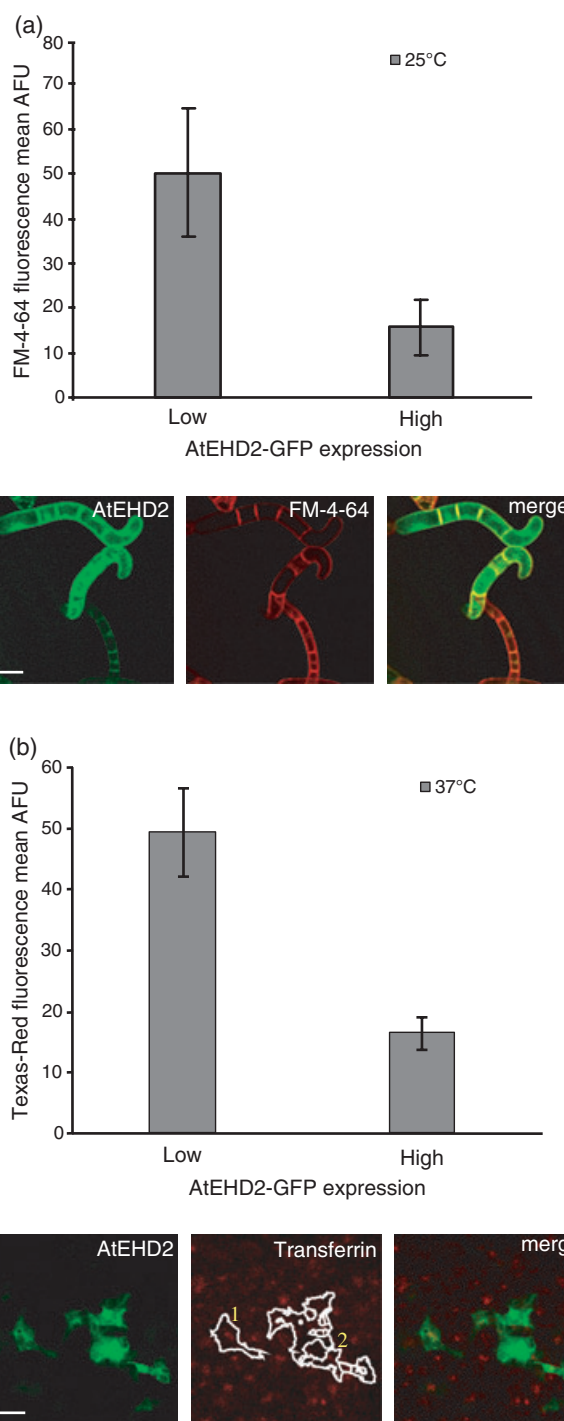 (a)
80
25°C
70
60
50
40
30
20
10
0
FM-4-64 fluorescence mean AFU
Low High
AtEHD2-GFP expression
AtEHD2 FM-4-64 merge
(b)
60
37°C
50
40
30
20
10
0
Texas-Red fluorescence mean AFU
Low High
AtEHD2-GFP expression
AtEHD2 Transferrin merg
1
2